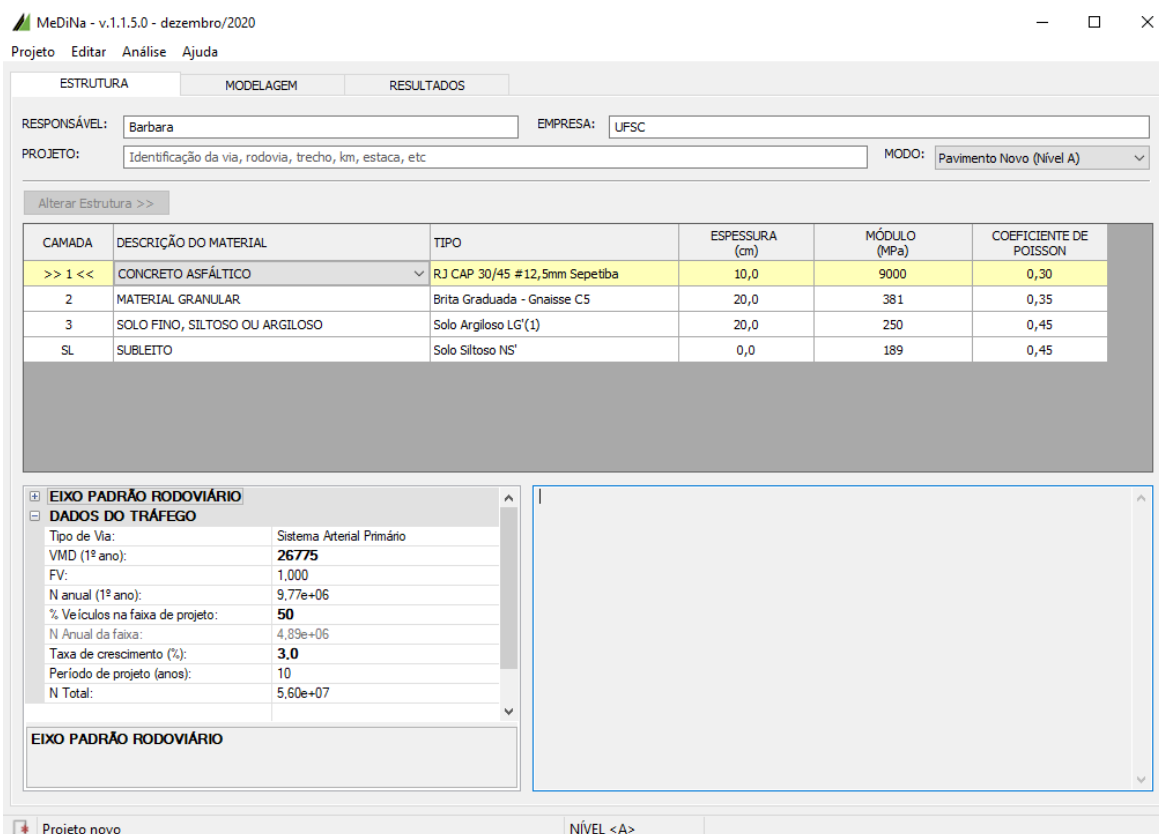 MeDiNa - v.1.1.5.0 - dezembro/2020
Projeto Editar Análise Ajuda
ESTRUTURA MODELAGEM RESULTADOS
RESPONSÁVEL: Barbara EMPRESA: UFSC
PROJETO: Identificação da via, rodovia, trecho, km, estaca, etc MODO: Pavimento Novo (Nível A)
Alterar Estrutura >>
CAMADA DESCRIÇÃO DO MATERIAL TIPO ESPESSURA (cm) MÓDULO (MPa) COEFICIENTE DE POISSON
>> 1 << CONCRETO ASFÁLTICO RJ CAP 30/45 #12,5mm Sepetiba 10,0 9000 0,30
2 MATERIAL GRANULAR Brita Graduada - Gnaisse C5 20,0 381 0,35
3 SOLO FINO, SILTOSO OU ARGILOSO Solo Argiloso LG'(1) 20,0 250 0,45
SL SUBLEITO Solo Siltoso NS' 0,0 189 0,45
EIXO PADRÃO RODOVIÁRIO
DADOS DO TRÁFEGO
Tipo de Via: Sistema Arterial Primário
VMD (1º ano): 26775
FV: 1,000
N anual (1º ano): 9,77e+06
% Veículos na faixa de projeto: 50
N Anual da faixa: 4,89e+06
Taxa de crescimento (%): 3,0
Período de projeto (anos): 10
N Total: 5,60e+07
EIXO PADRÃO RODOVIÁRIO
Projeto novo NÍVEL <A>